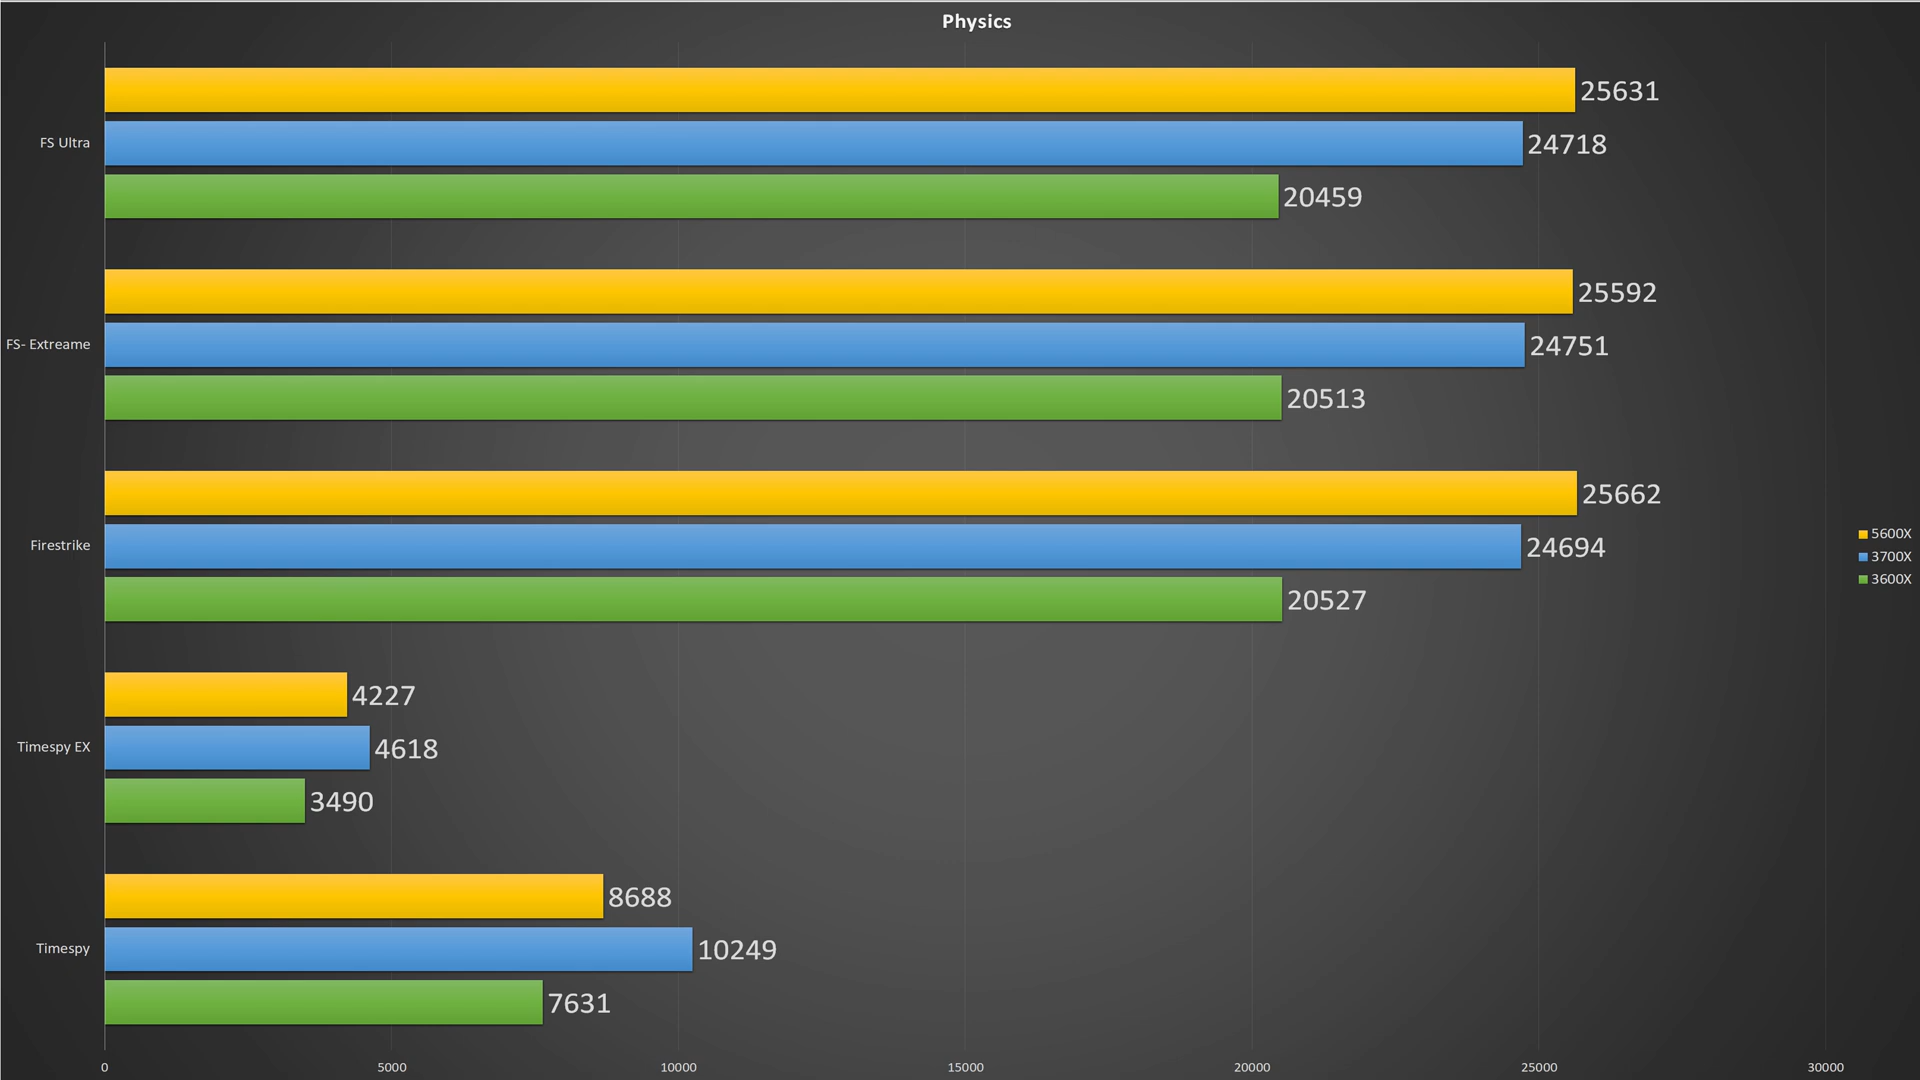 Physics
25631
FS Ultra
24718
20459
25592
FS- Extreame
24751
20513
25662
Firestrike
24694
20527
5600X
3700X
3600X
4227
Timespy EX
4618
3490
8688
Timespy
10249
7631
0 5000 10000 15000 20000 25000 30000